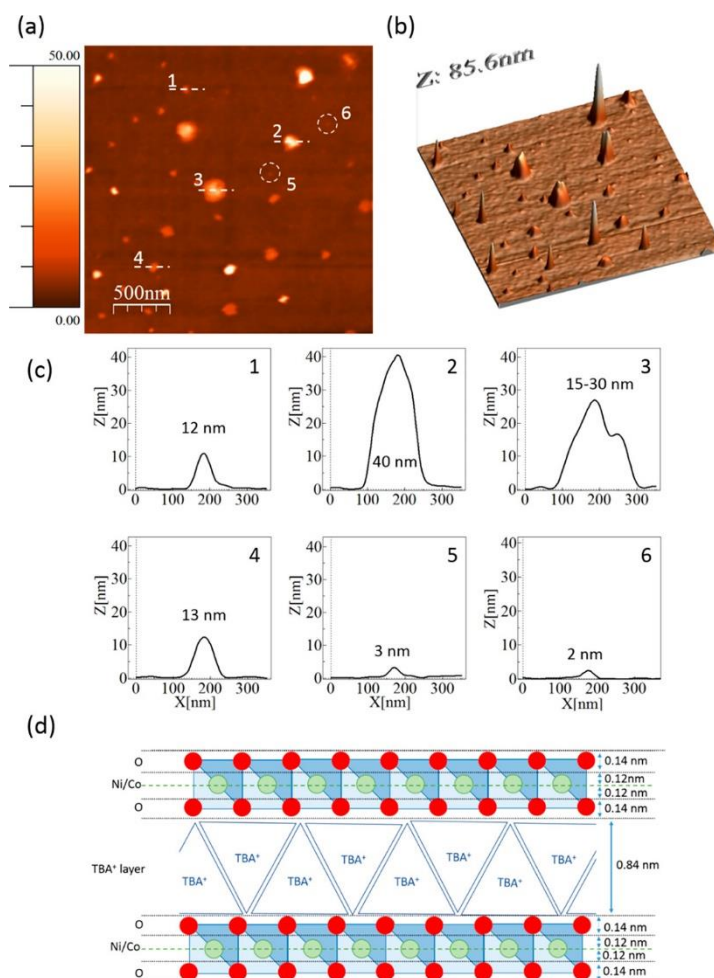 (a)
50.00
0.00
1
2
3
4
5
6
500nm
(b)
Z: 85.6nm
(c)
1
Z[nm]
40
30
20
10
0
12 nm
0 100 200 300
2
40
30
20
10
0
40 nm
0 100 200 300
3
40
30
20
10
0
15-30 nm
0 100 200 300
4
Z[nm]
40
30
20
10
0
13 nm
0 100 200 300
X[nm]
5
40
30
20
10
0
3 nm
0 100 200 300
X[nm]
6
40
30
20
10
0
2 nm
0 100 200 300
X[nm]
(d)
O
0.14 nm
Ni/Co
0.12 nm
0.12 nm
O
0.14 nm
TBA⁺ layer
TBA⁺ TBA⁺ TBA⁺
TBA⁺ TBA⁺ TBA⁺ TBA⁺ TBA⁺
0.84 nm
O
0.14 nm
Ni/Co
0.12 nm
0.12 nm
O
0.14 nm